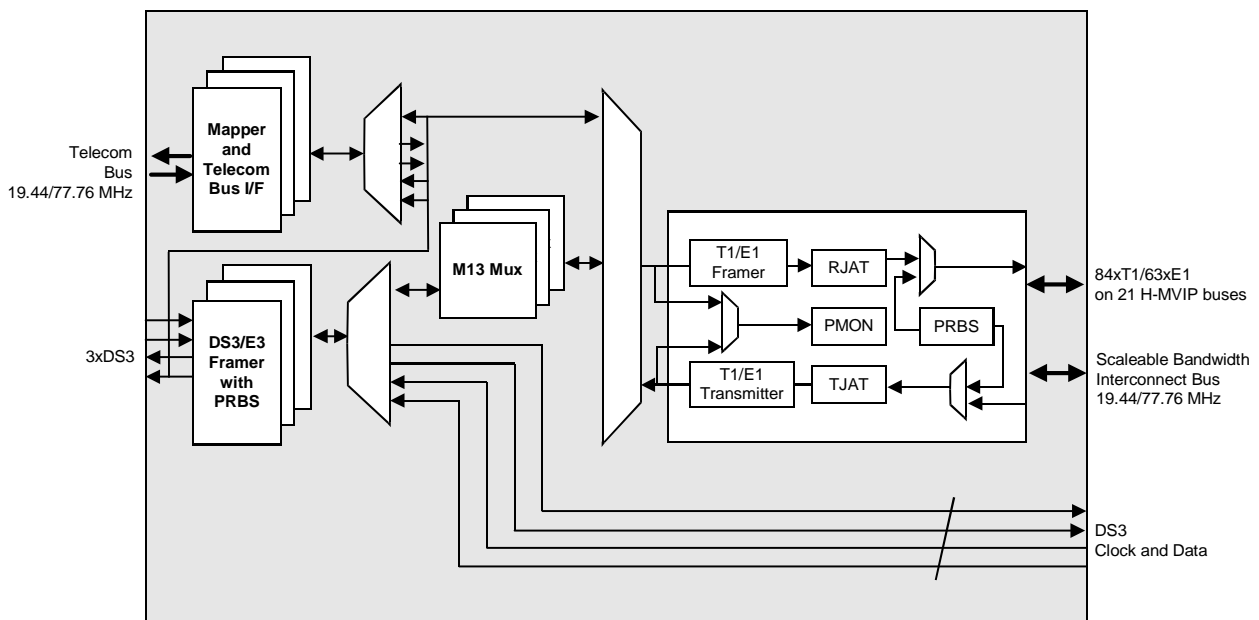 Telecom
Bus
19.44/77.76 MHz
Mapper
and
Telecom
Bus I/F
M13 Mux
DS3/E3
Framer
with
PRBS
3xDS3
T1/E1
Framer
RJAT
PMON
PRBS
T1/E1
Transmitter
TJAT
84xT1/63xE1
on 21 H-MVIP buses
Scaleable Bandwidth
Interconnect Bus
19.44/77.76 MHz
DS3
Clock and Data